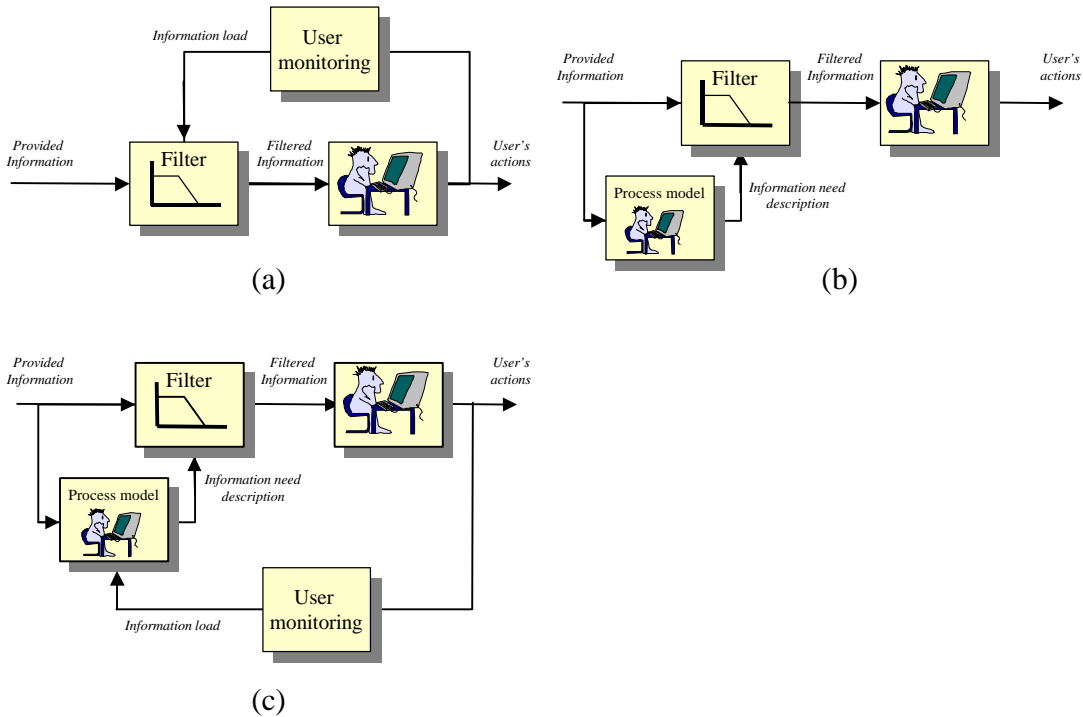 Information load
User
monitoring
Provided
Information
Filter
Filtered
Information
User's
actions
(a)
Provided
Information
Filter
Filtered
Information
User's
actions
Process model
Information need
description
(b)
Provided
Information
Filter
Filtered
Information
User's
actions
Process model
Information need
description
Information load
User
monitoring
(c)